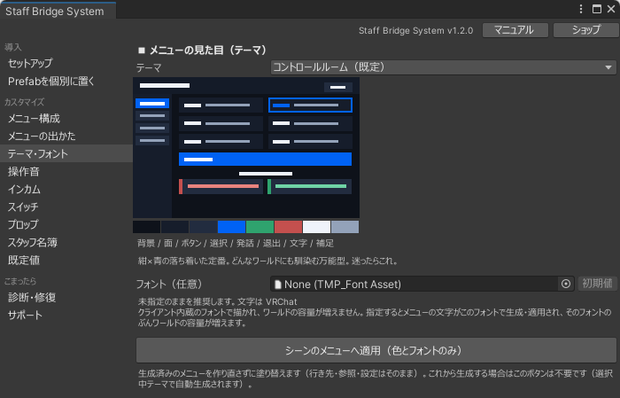 Staff Bridge System
Staff Bridge System v1.2.0 マニュアル ショップ
導入
セットアップ
Prefabを個別に置く
カスタマイズ
メニュー構成
メニューの出かた
テーマ・フォント
操作音
インカム
スイッチ
プロップ
スタッフ名簿
既定値
こまったら
診断・修復
サポート
■ メニューの見た目（テーマ）
テーマ コントロールルーム（既定）
背景 / 面 / ボタン / 選択 / 発話 / 退出 / 文字 / 補足
紺×青の落ち着いた定番。どんなワールドにも馴染む万能型。迷ったらこれ。
フォント（任意） None (TMP_Font Asset) 初期値
未指定のままを推奨します。文字は VRChat
クライアント内蔵のフォントで描かれ、ワールドの容量が増えません。指定するとメニューの文字がこのフォントで生成・適用され、そのフォントの
ぶんワールドの容量が増えます。
シーンのメニューへ適用（色とフォントのみ）
生成済みのメニューを作り直さずに塗り替えます（行き先・参照・設定はそのまま）。これから生成する場合はこのボタンは不要です（選択
中テーマで自動生成されます）。